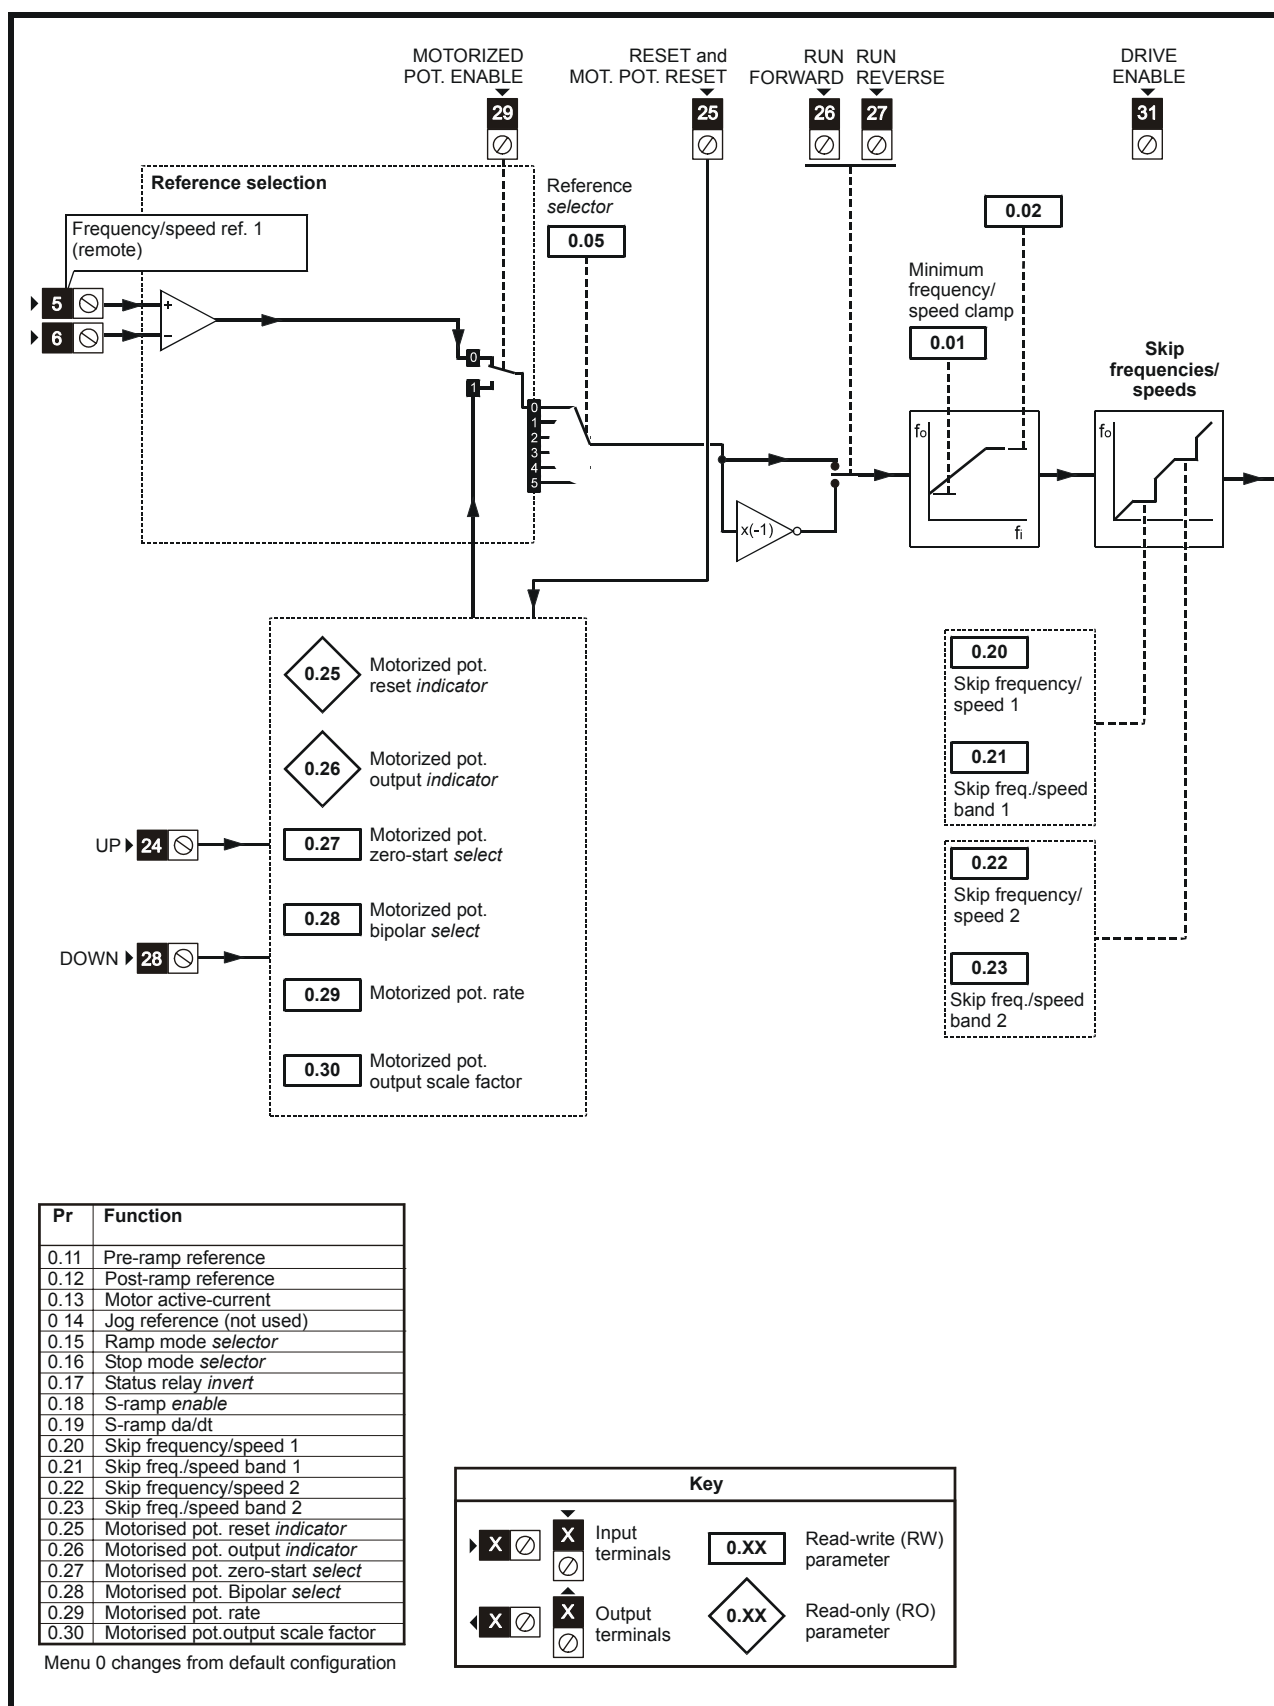 MOTORIZED
POT. ENABLE
29
RESET and
MOT. POT. RESET
25
RUN
FORWARD
26
RUN
REVERSE
27
DRIVE
ENABLE
31
Reference selection
Frequency/speed ref. 1
(remote)
5
6
+
−
0
1
0
1
2
3
4
5
Reference
selector
0.05
x(-1)
0.02
Minimum
frequency/
speed clamp
0.01
fo
fi
Skip
frequencies/
speeds
fo
0.25
Motorized pot.
reset indicator
0.26
Motorized pot.
output indicator
UP
24
0.27
Motorized pot.
zero-start select
0.28
Motorized pot.
bipolar select
DOWN
28
0.29
Motorized pot. rate
0.30
Motorized pot.
output scale factor
0.20
Skip frequency/
speed 1
0.21
Skip freq./speed
band 1
0.22
Skip frequency/
speed 2
0.23
Skip freq./speed
band 2
Pr Function
0.11 Pre-ramp reference
0.12 Post-ramp reference
0.13 Motor active-current
0 14 Jog reference (not used)
0.15 Ramp mode selector
0.16 Stop mode selector
0.17 Status relay invert
0.18 S-ramp enable
0.19 S-ramp da/dt
0.20 Skip frequency/speed 1
0.21 Skip freq./speed band 1
0.22 Skip frequency/speed 2
0.23 Skip freq./speed band 2
0.25 Motorised pot. reset indicator
0.26 Motorised pot. output indicator
0.27 Motorised pot. zero-start select
0.28 Motorised pot. Bipolar select
0.29 Motorised pot. rate
0.30 Motorised pot.output scale factor
Menu 0 changes from default configuration
Key
X
X
Input
terminals
0.XX
Read-write (RW)
parameter
X
X
Output
terminals
0.XX
Read-only (RO)
parameter